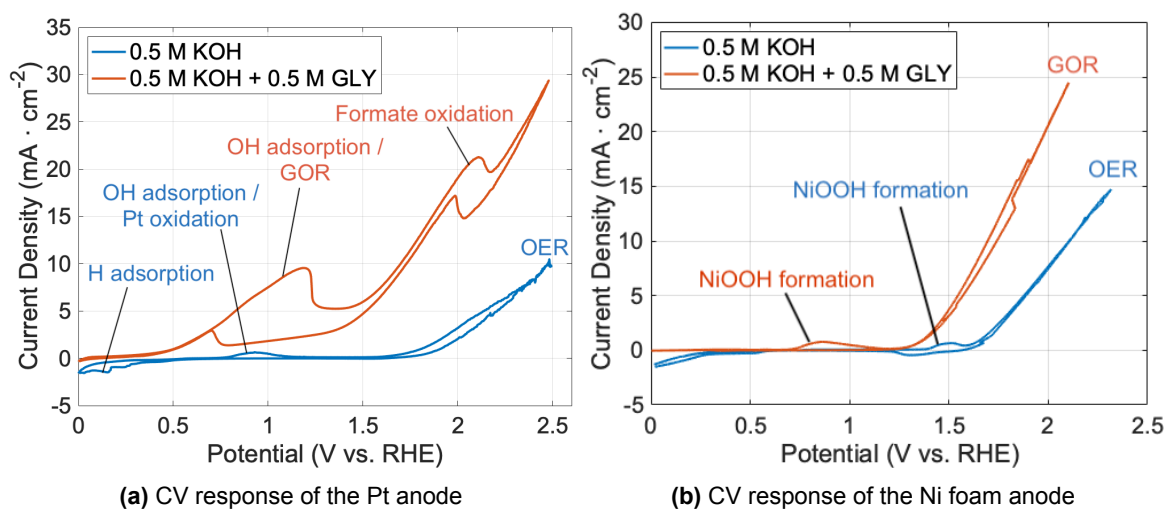 35
30
25
20
15
10
5
0
-5
0
0.5
1
1.5
2
2.5
Current Density (mA · cm⁻²)
Potential (V vs. RHE)
0.5 M KOH
0.5 M KOH + 0.5 M GLY
Formate oxidation
OH adsorption /
GOR
OH adsorption /
Pt oxidation
H adsorption
OER
(a) CV response of the Pt anode
30
25
20
15
10
5
0
-5
0
0.5
1
1.5
2
2.5
Current Density (mA · cm⁻²)
Potential (V vs. RHE)
0.5 M KOH
0.5 M KOH + 0.5 M GLY
GOR
OER
NiOOH formation
NiOOH formation
(b) CV response of the Ni foam anode